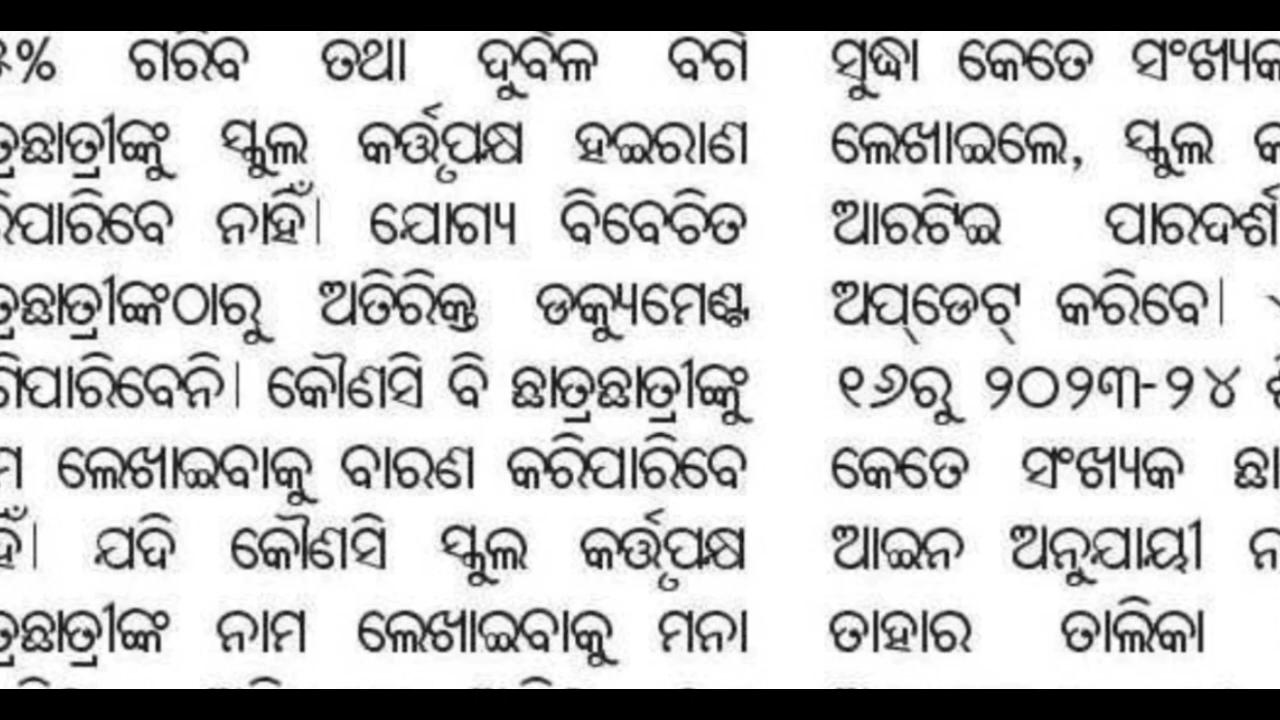 % ଗରିବ ତଥା ଦୁର୍ବଳ ବର୍ଗ
ସ୍କୁଲ କର୍ତ୍ତୃପକ୍ଷ ହଇରାଣ
ନାହିଁ। ଯୋଗ୍ୟ ବିବେଚିତ
ଅତିରିକ୍ତ ଡକ୍ୟୁମେଣ୍ଟ
କୌଣସି ବି ଛାତ୍ରଛାତ୍ରୀଙ୍କୁ
ଲେଖାଇବାକୁ ବାରଣ କରିପାରିବେ
ଯଦି କୌଣସି ସ୍କୁଲ କର୍ତ୍ତୃପକ୍ଷ
ନାମ ଲେଖାଇବାକୁ ମନା
ସୁଦ୍ଧା କେତେ ସଂଖ୍ୟକ
ଲେଖାଇଲେ, ସ୍କୁଲ
ଆରଟିଇ
ଅପ୍‌ଡେଟ୍ କରିବେ।
୧୬ରୁ ୨୦୨୩-୨୪
କେତେ ସଂଖ୍ୟକ
ଆଇନ ଅନୁଯାୟୀ
ତାହାର ତାଲିକା